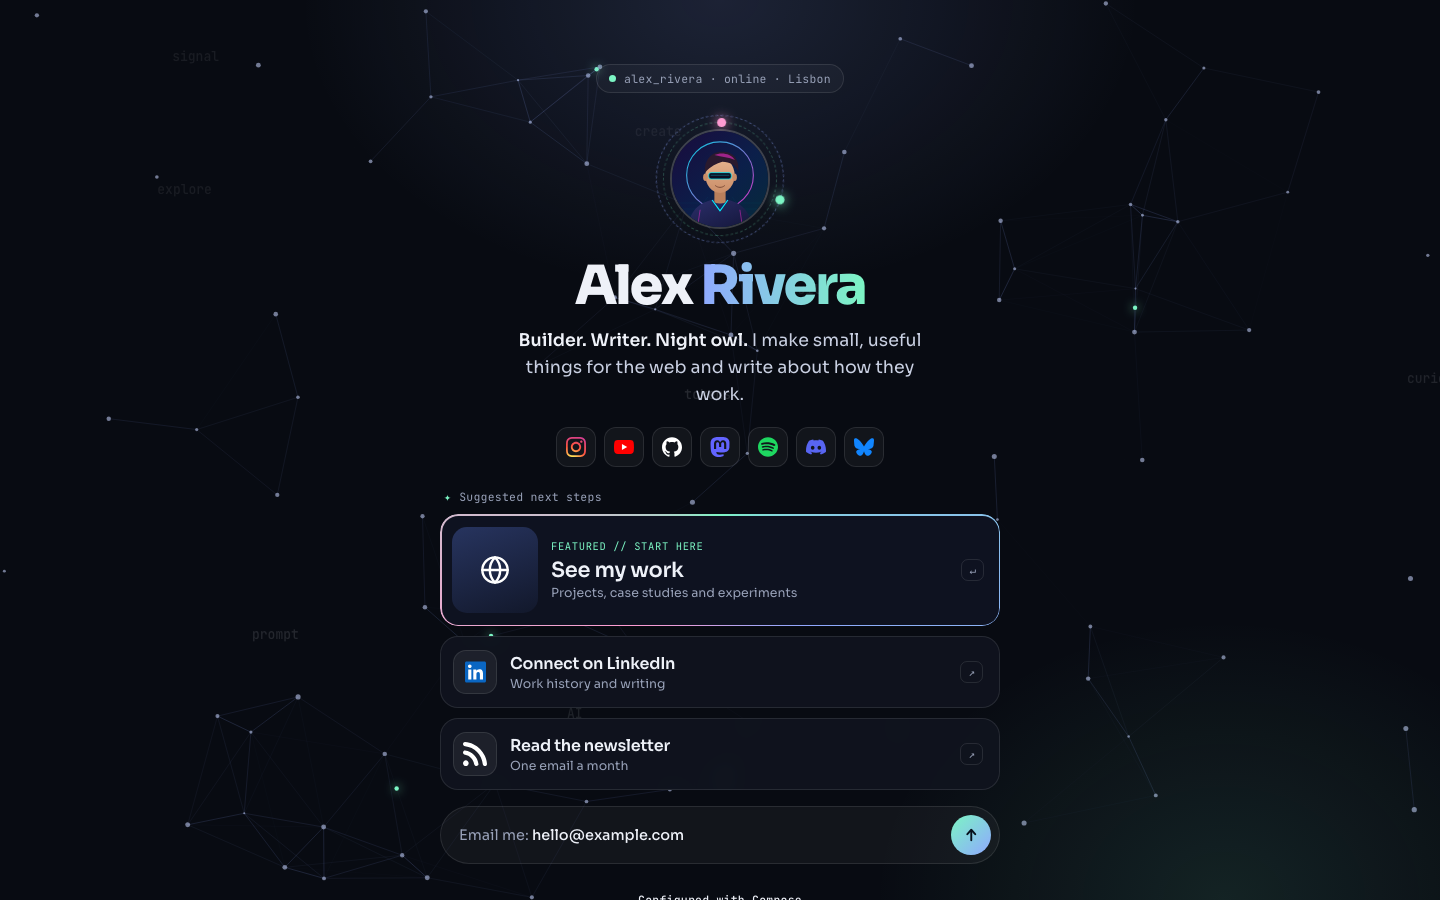 signal
alex_rivera · online · Lisbon
create
explore
Alex Rivera
Builder. Writer. Night owl. I make small, useful
things for the web and write about how they
work.
✦ Suggested next steps
FEATURED // START HERE
See my work
Projects, case studies and experiments
prompt
Connect on LinkedIn
Work history and writing
AI
Read the newsletter
One email a month
Email me: hello@example.com
Configured with Compose